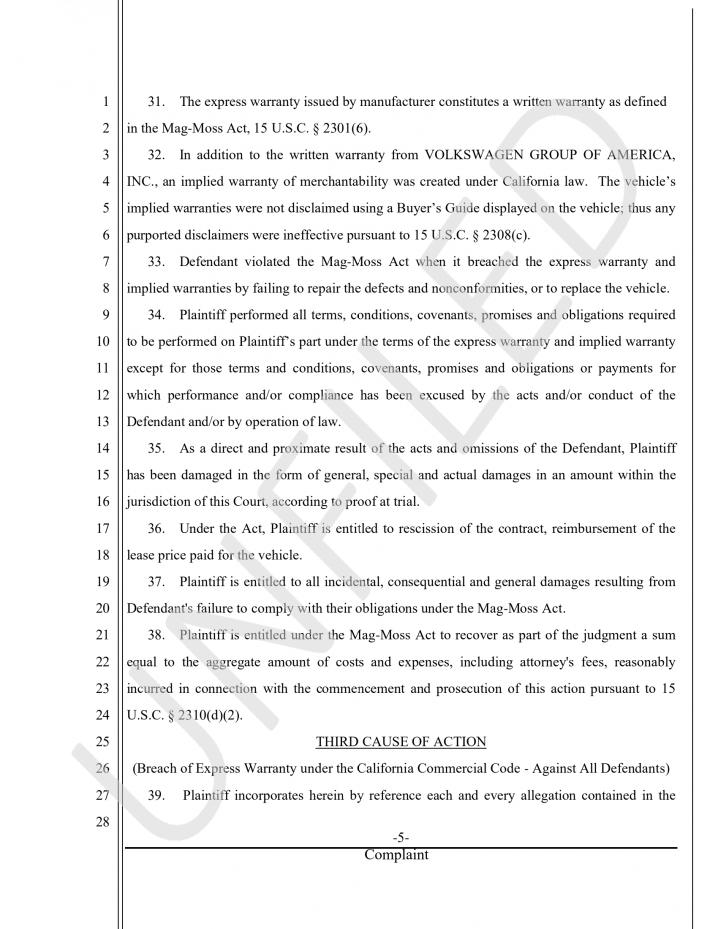 1 31. The express warranty issued by manufacturer constitutes a written warranty as defined
2 in the Mag-Moss Act, 15 U.S.C. § 2301(6).
3 32. In addition to the written warranty from VOLKSWAGEN GROUP OF AMERICA,
4 INC., an implied warranty of merchantability was created under California law. The vehicle's
5 implied warranties were not disclaimed using a Buyer's Guide displayed on the vehicle; thus any
6 purported disclaimers were ineffective pursuant to 15 U.S.C. § 2308(c).
7 33. Defendant violated the Mag-Moss Act when it breached the express warranty and
8 implied warranties by failing to repair the defects and nonconformities, or to replace the vehicle.
9 34. Plaintiff performed all terms, conditions, covenants, promises and obligations required
10 to be performed on Plaintiff's part under the terms of the express warranty and implied warranty
11 except for those terms and conditions, covenants, promises and obligations or payments for
12 which performance and/or compliance has been excused by the acts and/or conduct of the
13 Defendant and/or by operation of law.
14 35. As a direct and proximate result of the acts and omissions of the Defendant, Plaintiff
15 has been damaged in the form of general, special and actual damages in an amount within the
16 jurisdiction of this Court, according to proof at trial.
17 36. Under the Act, Plaintiff is entitled to rescission of the contract, reimbursement of the
18 lease price paid for the vehicle.
19 37. Plaintiff is entitled to all incidental, consequential and general damages resulting from
20 Defendant's failure to comply with their obligations under the Mag-Moss Act.
21 38. Plaintiff is entitled under the Mag-Moss Act to recover as part of the judgment a sum
22 equal to the aggregate amount of costs and expenses, including attorney's fees, reasonably
23 incurred in connection with the commencement and prosecution of this action pursuant to 15
24 U.S.C. § 2310(d)(2).
25 THIRD CAUSE OF ACTION
26 (Breach of Express Warranty under the California Commercial Code - Against All Defendants)
27 39. Plaintiff incorporates herein by reference each and every allegation contained in the
28
-5-
Complaint
UNFILED